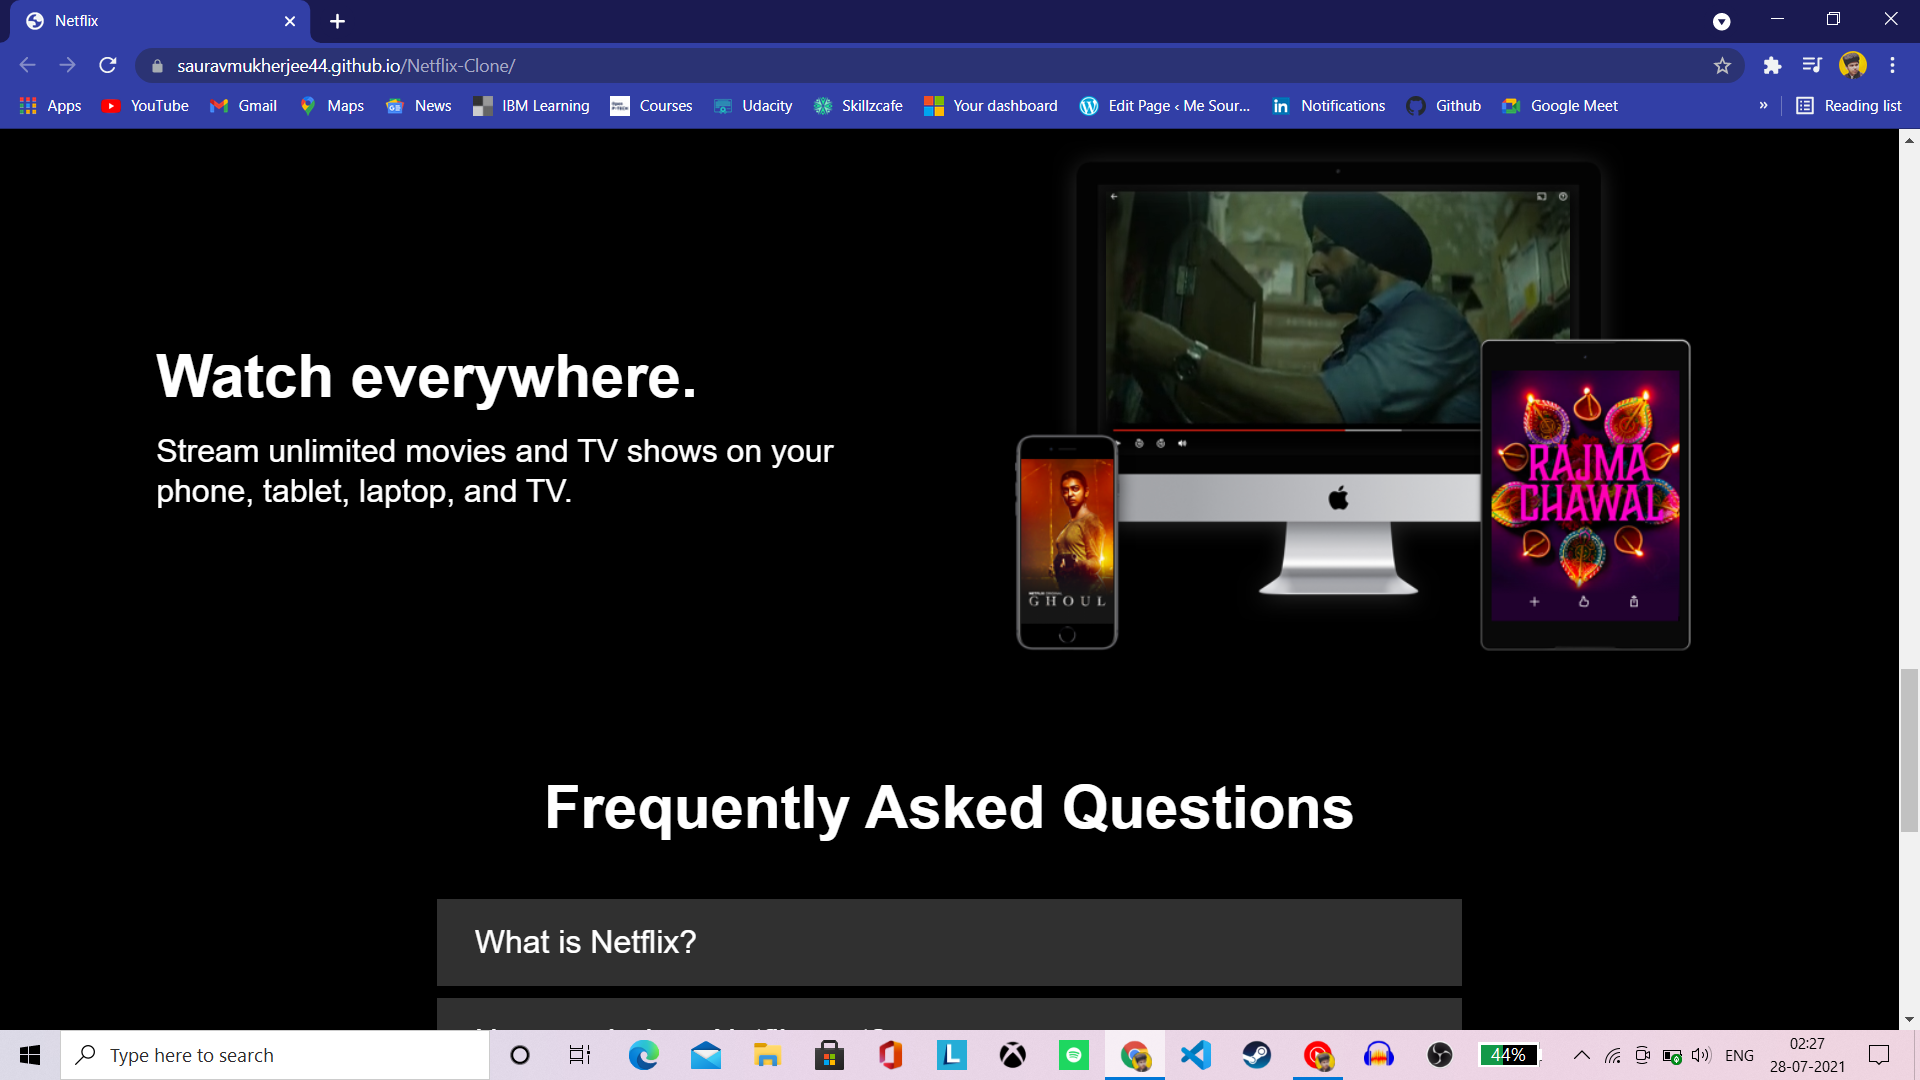 Netflix
sauravmukherjee44.github.io/Netflix-Clone/
Apps YouTube Gmail Maps News IBM Learning Courses Udacity Skillzcafe Your dashboard Edit Page ‹ Me Sour... Notifications Github Google Meet » Reading list
Watch everywhere.
Stream unlimited movies and TV shows on your
phone, tablet, laptop, and TV.
GHOUL
RAJMA
CHAWAL
Frequently Asked Questions
What is Netflix?
Type here to search
44%
ENG
02:27
28-07-2021